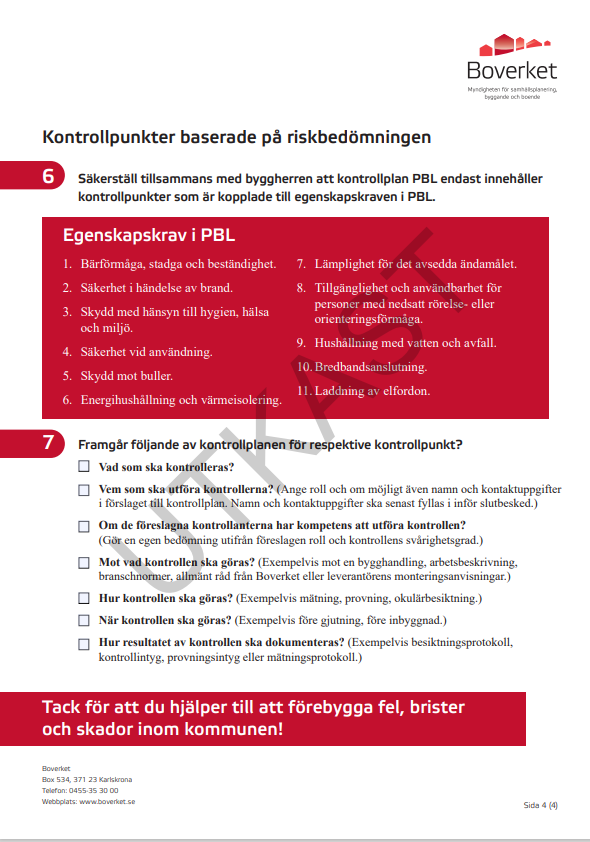 Boverket
Myndigheten för samhällsplanering,
byggande och boende
Kontrollpunkter baserade på riskbedömningen
6
Säkerställ tillsammans med byggherren att kontrollplan PBL endast innehåller
kontrollpunkter som är kopplade till egenskapskraven i PBL.
Egenskapskrav i PBL
1. Bärförmåga, stadga och beständighet.
2. Säkerhet i händelse av brand.
3. Skydd med hänsyn till hygien, hälsa
och miljö.
4. Säkerhet vid användning.
5. Skydd mot buller.
6. Energihushållning och värmeisolering.
7. Lämplighet för det avsedda ändamålet.
8. Tillgänglighet och användbarhet för
personer med nedsatt rörelse- eller
orienteringsförmåga.
9. Hushållning med vatten och avfall.
10. Bredbandsanslutning.
11. Laddning av elfordon.
UTKAST
7
Framgår följande av kontrollplanen för respektive kontrollpunkt?
Vad som ska kontrolleras?
Vem som ska utföra kontrollerna? (Ange roll och om möjligt även namn och kontaktuppgifter
i förslaget till kontrollplan. Namn och kontaktuppgifter ska senast fyllas i inför slutbesked.)
Om de föreslagna kontrollanterna har kompetens att utföra kontrollen?
(Gör en egen bedömning utifrån föreslagen roll och kontrollens svårighetsgrad.)
Mot vad kontrollen ska göras? (Exempelvis mot en bygghandling, arbetsbeskrivning,
branschnormer, allmänt råd från Boverket eller leverantörens monteringsanvisningar.)
Hur kontrollen ska göras? (Exempelvis mätning, provning, okulärbesiktning.)
När kontrollen ska göras? (Exempelvis före gjutning, före inbyggnad.)
Hur resultatet av kontrollen ska dokumenteras? (Exempelvis besiktningsprotokoll,
kontrollintyg, provningsintyg eller mätningsprotokoll.)
Tack för att du hjälper till att förebygga fel, brister
och skador inom kommunen!
Boverket
Box 534, 371 23 Karlskrona
Telefon: 0455-35 30 00
Webbplats: www.boverket.se
Sida 4 (4)